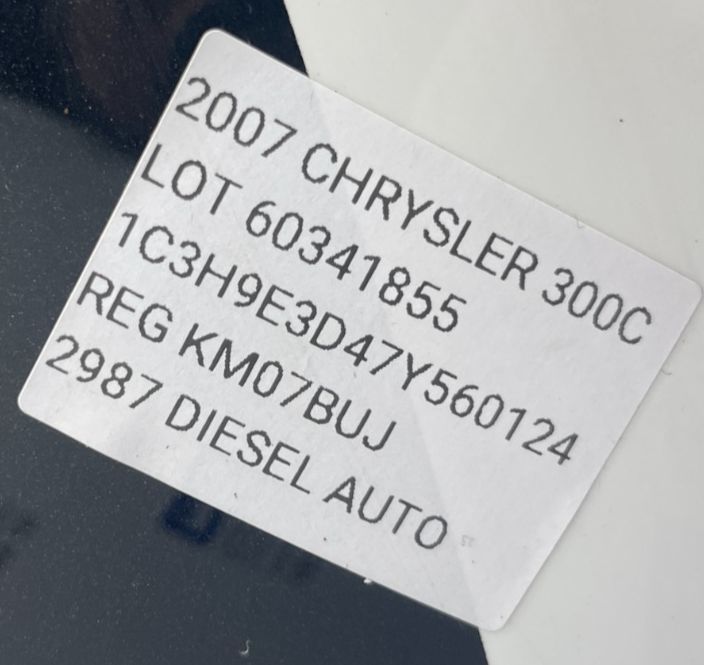 2007 CHRYSLER 300C
LOT 60341855
1C3H9E3D47Y560124
REG KM07BUJ
2987 DIESEL AUTO